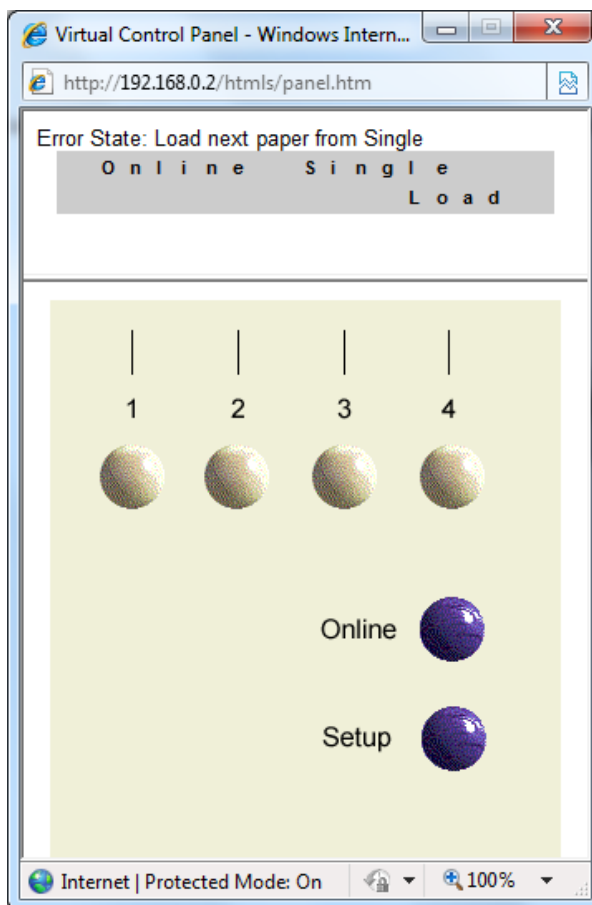 Virtual Control Panel - Windows Intern...
http://192.168.0.2/htmls/panel.htm
Error State: Load next paper from Single
Online Single
Load
1 2 3 4
Online
Setup
Internet | Protected Mode: On 100%